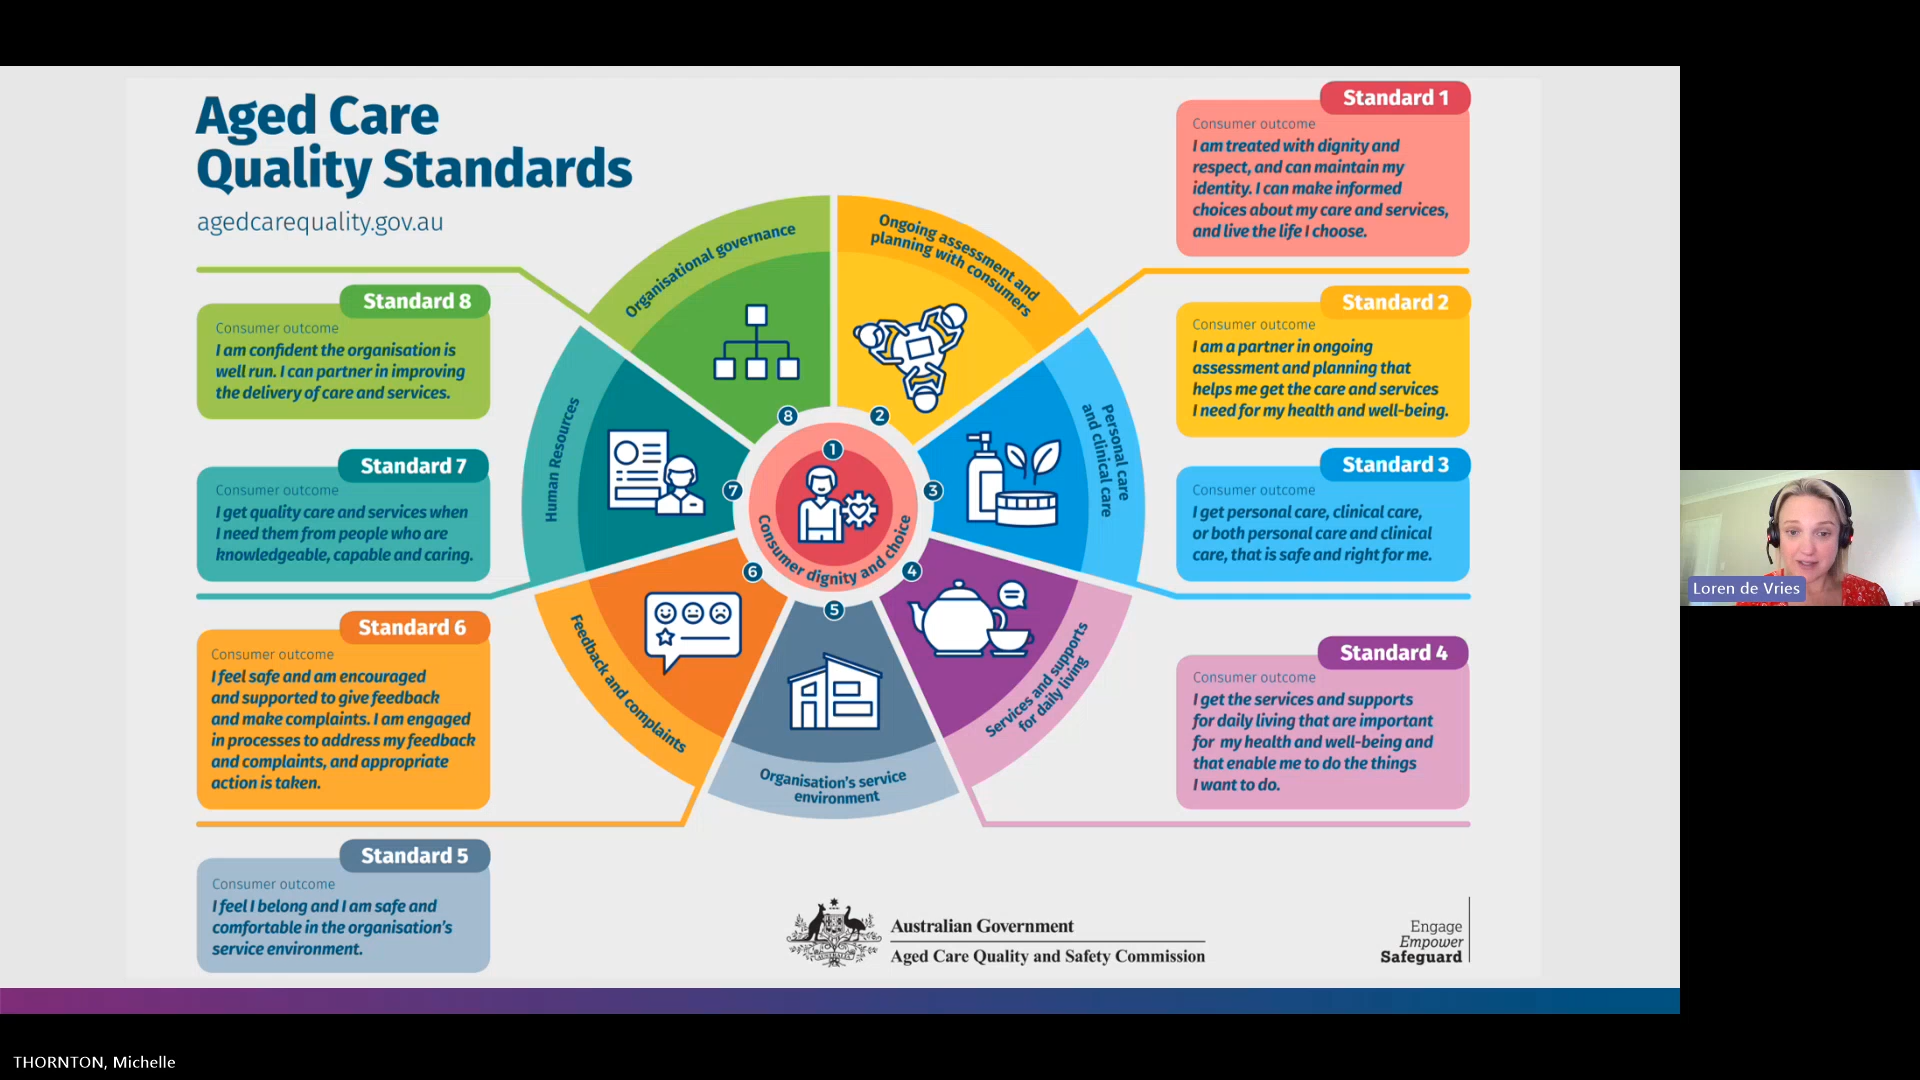 Aged Care
Quality Standards
agedcarequality.gov.au
Standard 1
Consumer outcome
I am treated with dignity and
respect, and can maintain my
identity. I can make informed
choices about my care and services,
and live the life I choose.
Standard 2
Consumer outcome
I am a partner in ongoing
assessment and planning that
helps me get the care and services
I need for my health and well-being.
Standard 3
Consumer outcome
I get personal care, clinical care,
or both personal care and clinical
care, that is safe and right for me.
Standard 4
Consumer outcome
I get the services and supports
for daily living that are important
for my health and well-being and
that enable me to do the things
I want to do.
Standard 8
Consumer outcome
I am confident the organisation is
well run. I can partner in improving
the delivery of care and services.
Standard 7
Consumer outcome
I get quality care and services when
I need them from people who are
knowledgeable, capable and caring.
Standard 6
Consumer outcome
I feel safe and am encouraged
and supported to give feedback
and make complaints. I am engaged
in processes to address my feedback
and complaints, and appropriate
action is taken.
Standard 5
Consumer outcome
I feel I belong and I am safe and
comfortable in the organisation's
service environment.
1
Consumer dignity and choice
2
Ongoing assessment and
planning with consumers
3
Personal care
and clinical care
4
Services and supports
for daily living
5
Organisation's service
environment
6
Feedback and complaints
7
Human Resources
8
Organisational governance
Australian Government
Aged Care Quality and Safety Commission
Engage
Empower
Safeguard
Loren de Vries
THORNTON, Michelle